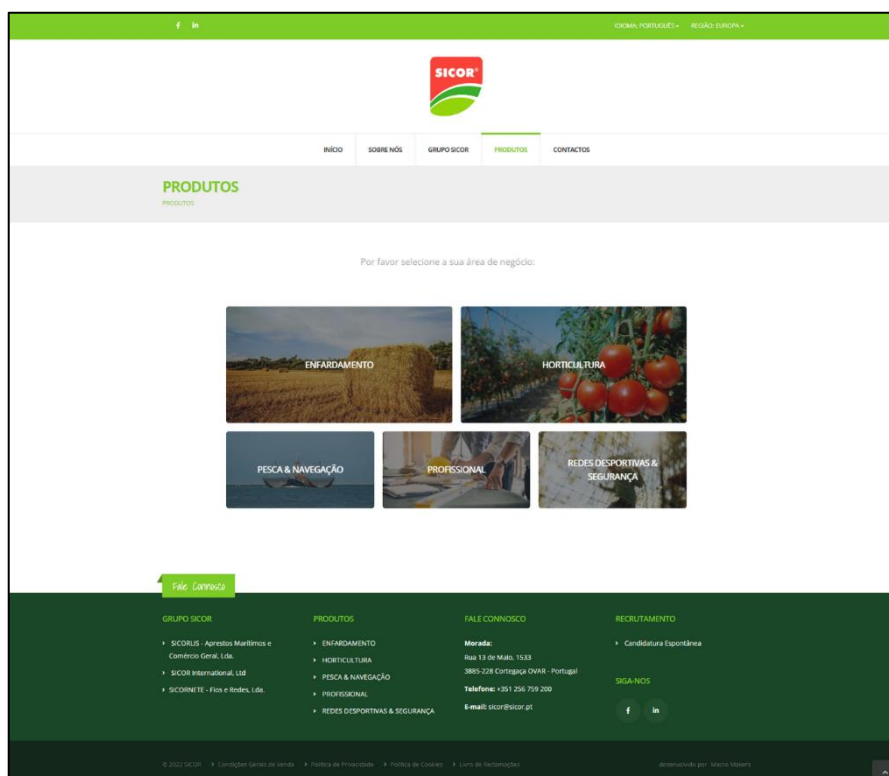 IDIOMA: PORTUGUÊS REGIÃO: EUROPA
SICOR®
INÍCIO SOBRE NÓS GRUPO SICOR PRODUTOS CONTACTOS
PRODUTOS
PRODUTOS
Por favor selecione a sua área de negócio:
ENFARDAMENTO
HORTICULTURA
PESCA & NAVEGAÇÃO
PROFISSIONAL
REDES DESPORTIVAS &
SEGURANÇA
Fale Connosco
GRUPO SICOR
SICORLIS - Aprestos Marítimos e
Comércio Geral, Lda.
SICOR International, Ltd
SICORNETE - Fios e Redes, Lda.
PRODUTOS
ENFARDAMENTO
HORTICULTURA
PESCA & NAVEGAÇÃO
PROFISSIONAL
REDES DESPORTIVAS & SEGURANÇA
FALE CONNOSCO
Morada:
Rua 13 de Maio, 1533
3885-228 Cortegaça OVAR - Portugal
Telefone: +351 256 759 200
E-mail: sicor@sicor.pt
RECRUTAMENTO
Candidatura Espontânea
SIGA-NOS
© 2022 SICOR Condições Gerais de Venda Política de Privacidade Política de Cookies Livro de Reclamações desenvolvido por Macro Makers